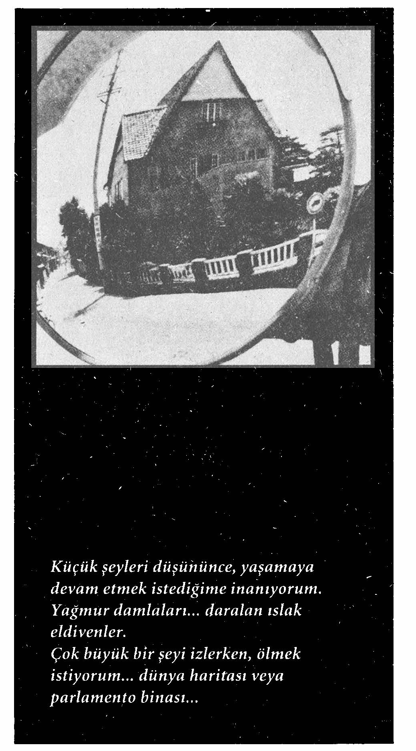 Küçük şeyleri düşününce, yaşamaya
devam etmek istediğime inanıyorum.
Yağmur damlaları... daralan ıslak
eldivenler.
Çok büyük bir şeyi izlerken, ölmek
istiyorum... dünya haritası veya
parlamento binası...